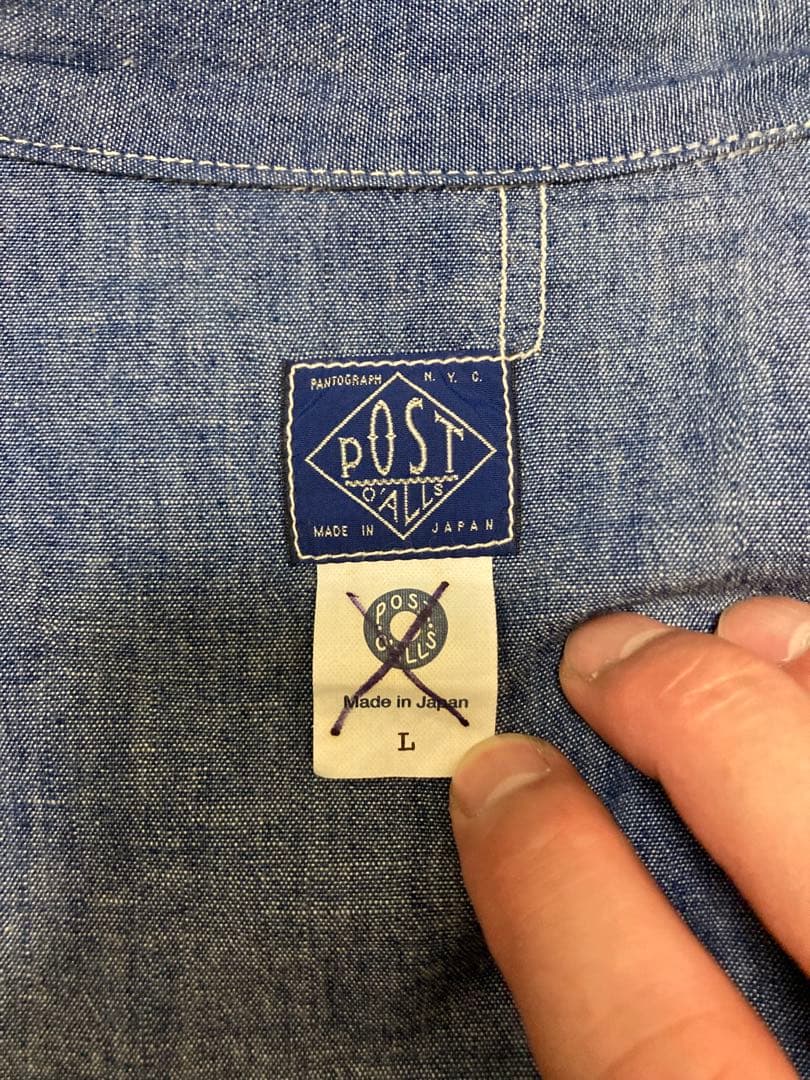 PANTOGRAPH N. Y. C.
POST
O'ALLS
MADE IN JAPAN
POST
O'ALLS
Made in Japan
L